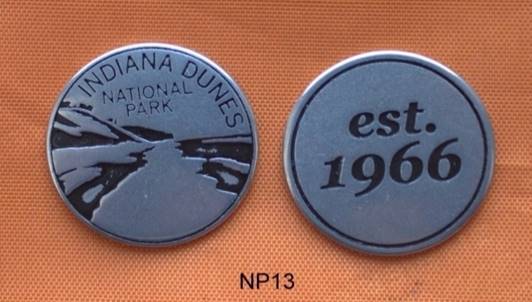 INDIANA DUNES
NATIONAL
PARK
est.
1966
NP13